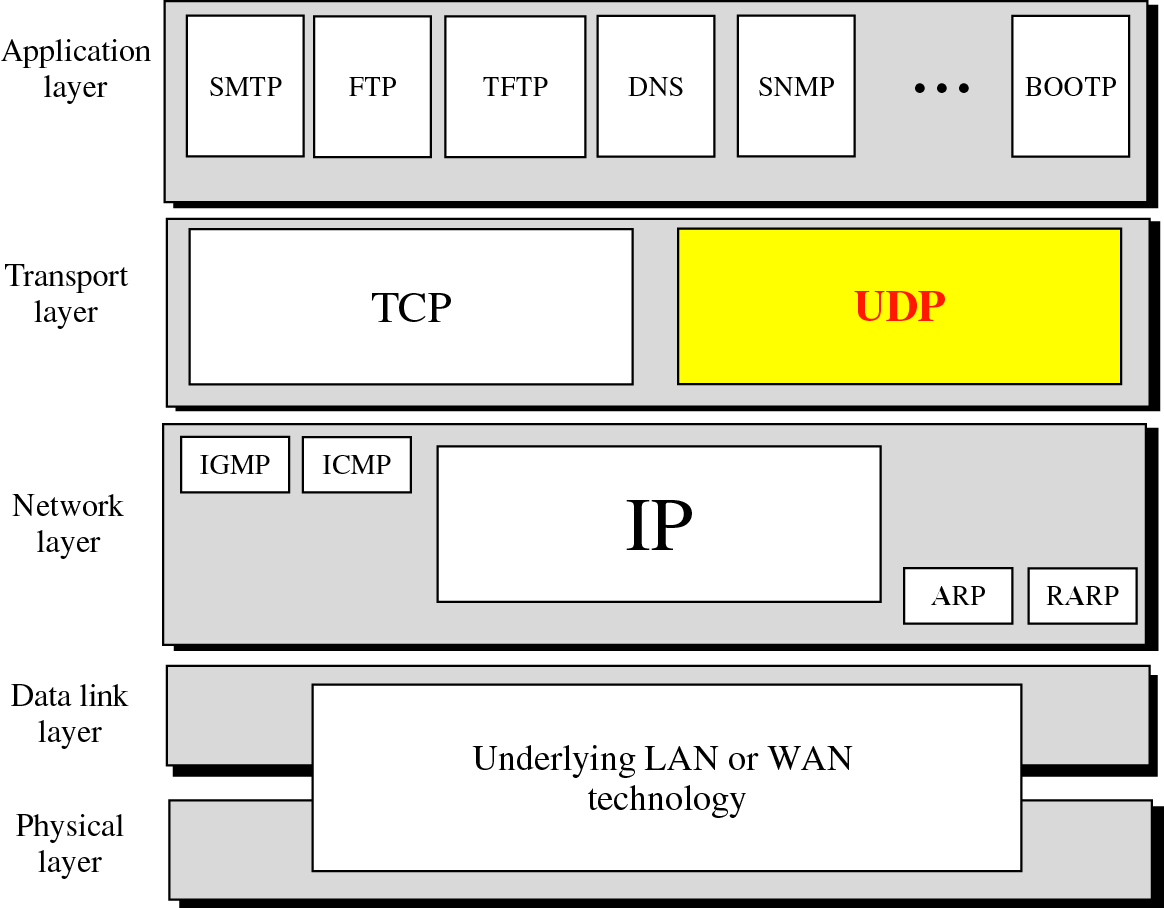 Application
layer
SMTP FTP TFTP DNS SNMP ••• BOOTP
Transport
layer
TCP UDP
IGMP ICMP
IP
Network
layer
ARP RARP
Data link
layer
Underlying LAN or WAN
technology
Physical
layer